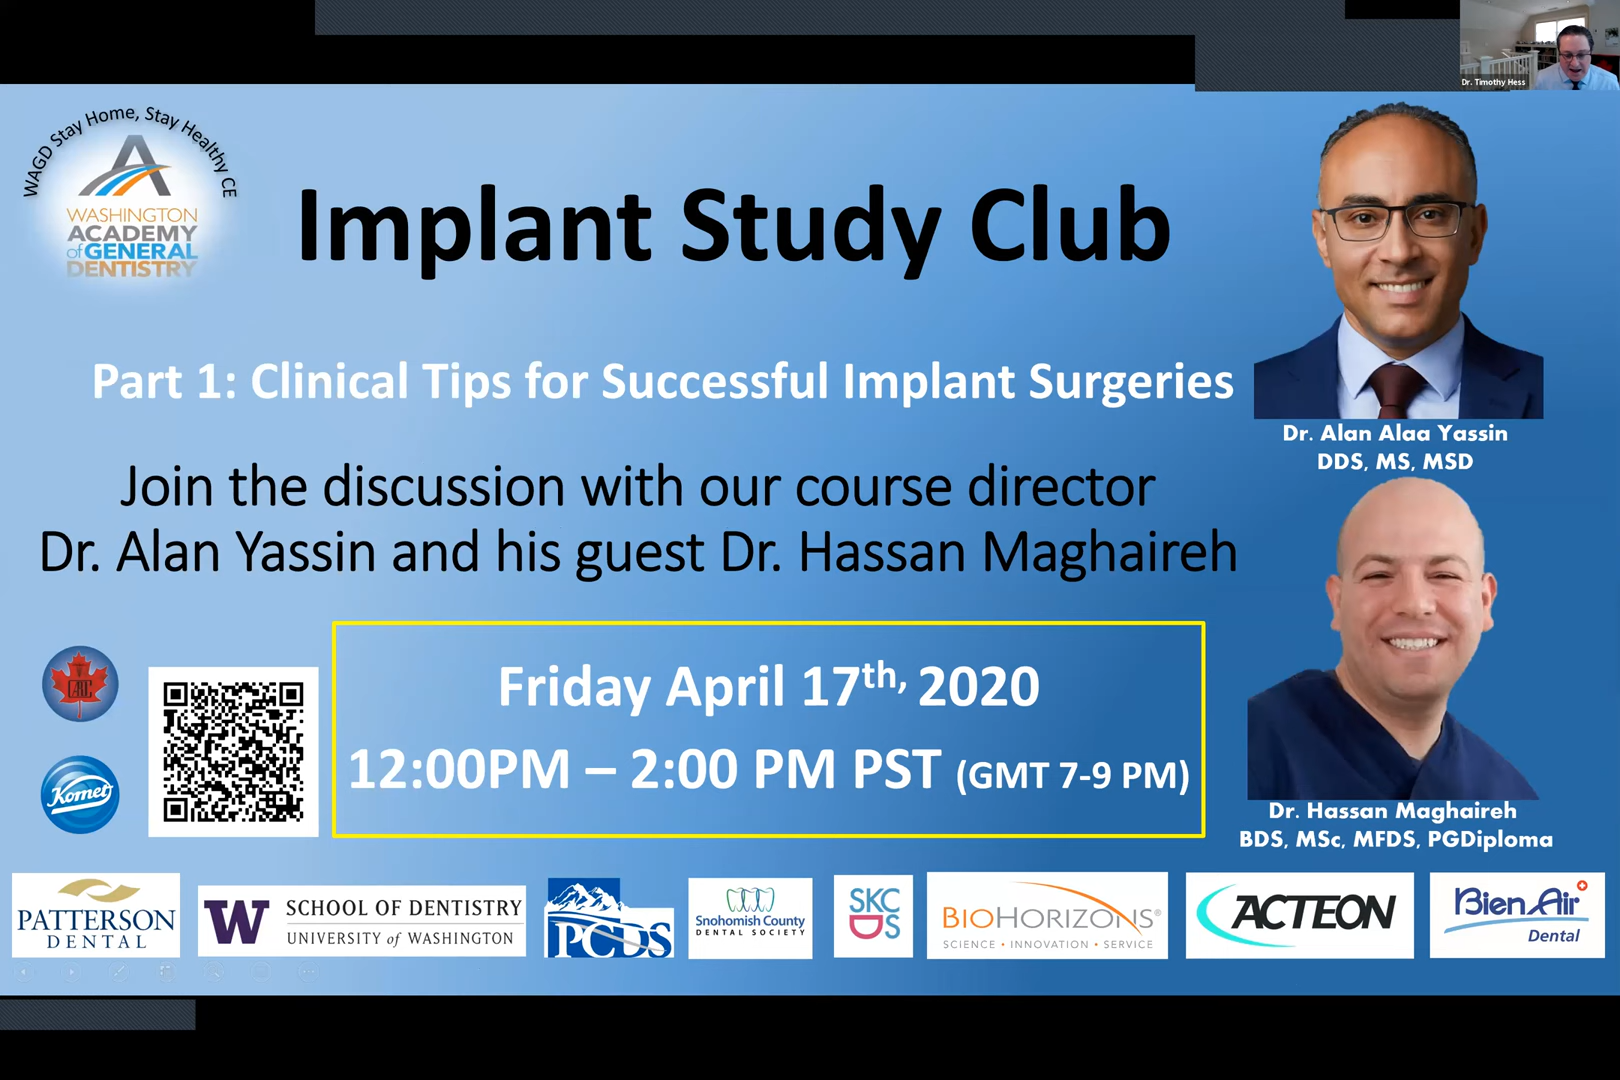 Dr. Timothy Hess
WAGD Stay Home, Stay Healthy CE
WASHINGTON
ACADEMY
of GENERAL
DENTISTRY
Implant Study Club
Part 1: Clinical Tips for Successful Implant Surgeries
Dr. Alan Alaa Yassin
DDS, MS, MSD
Join the discussion with our course director
Dr. Alan Yassin and his guest Dr. Hassan Maghaireh
Friday April 17th, 2020
12:00PM – 2:00 PM PST (GMT 7-9 PM)
Komet
Dr. Hassan Maghaireh
BDS, MSc, MFDS, PGDiploma
PATTERSON
DENTAL
W
SCHOOL OF DENTISTRY
UNIVERSITY of WASHINGTON
PCDS
Snohomish County
DENTAL SOCIETY
SKC
DS
BIOHORIZONS®
SCIENCE • INNOVATION • SERVICE
ACTEON
Bien Air
Dental